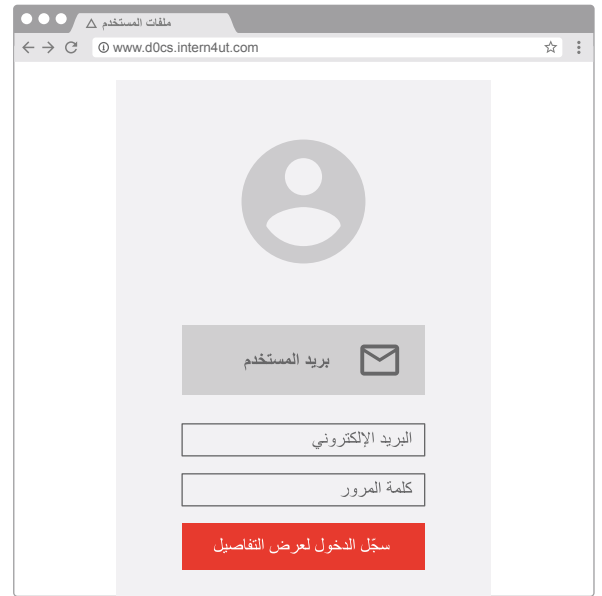 ملفات المستخدم
www.d0cs.intern4ut.com
بريد المستخدم
البريد الإلكتروني
كلمة المرور
سجّل الدخول لعرض التفاصيل